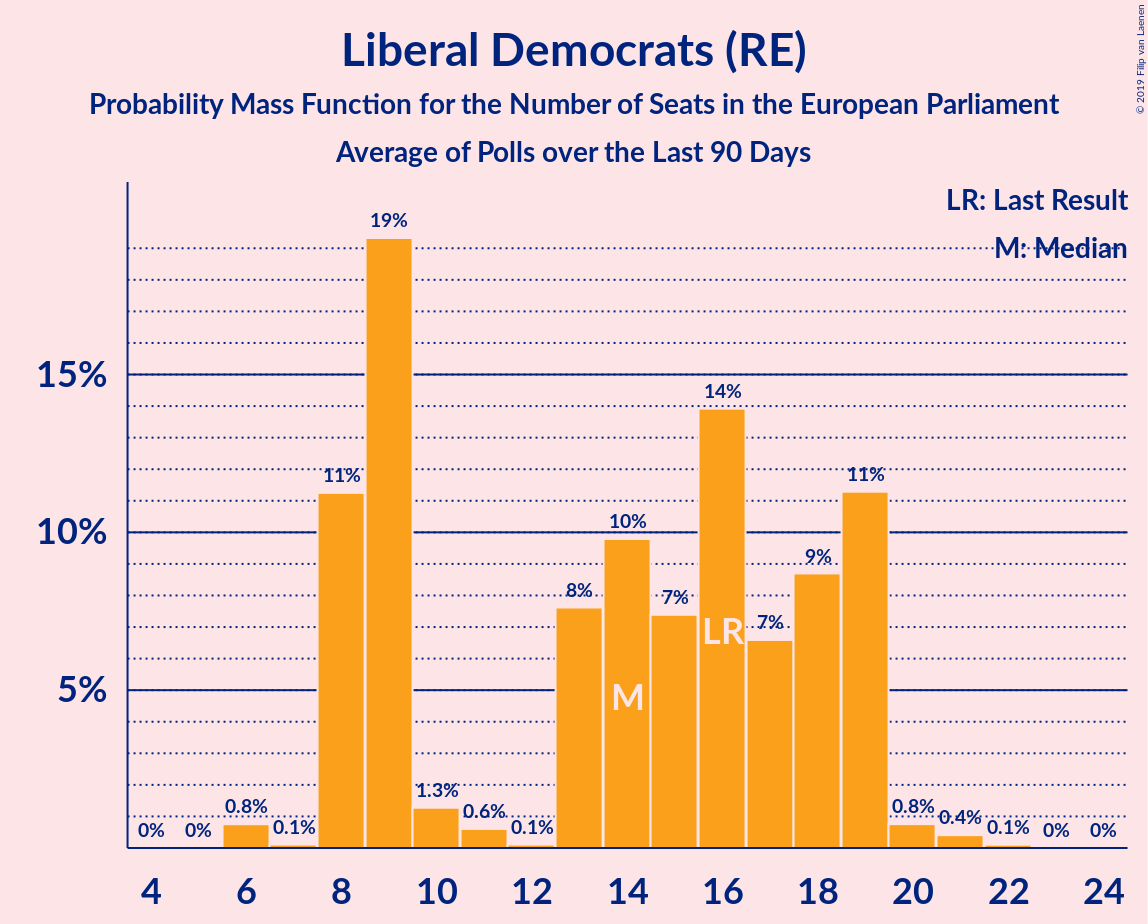 Liberal Democrats (RE)
Probability Mass Function for the Number of Seats in the European Parliament
Average of Polls over the Last 90 Days
© 2019 Filip van Laenen
LR: Last Result
M: Median
19%
15%
14%
11%
11%
10%
10%
9%
8%
7%
7%
LR
5%
M
1.3%
0.8%
0.6%
0.8%
0.4%
0%
0%
0.1%
0.1%
0.1%
0%
0%
4 6 8 10 12 14 16 18 20 22 24